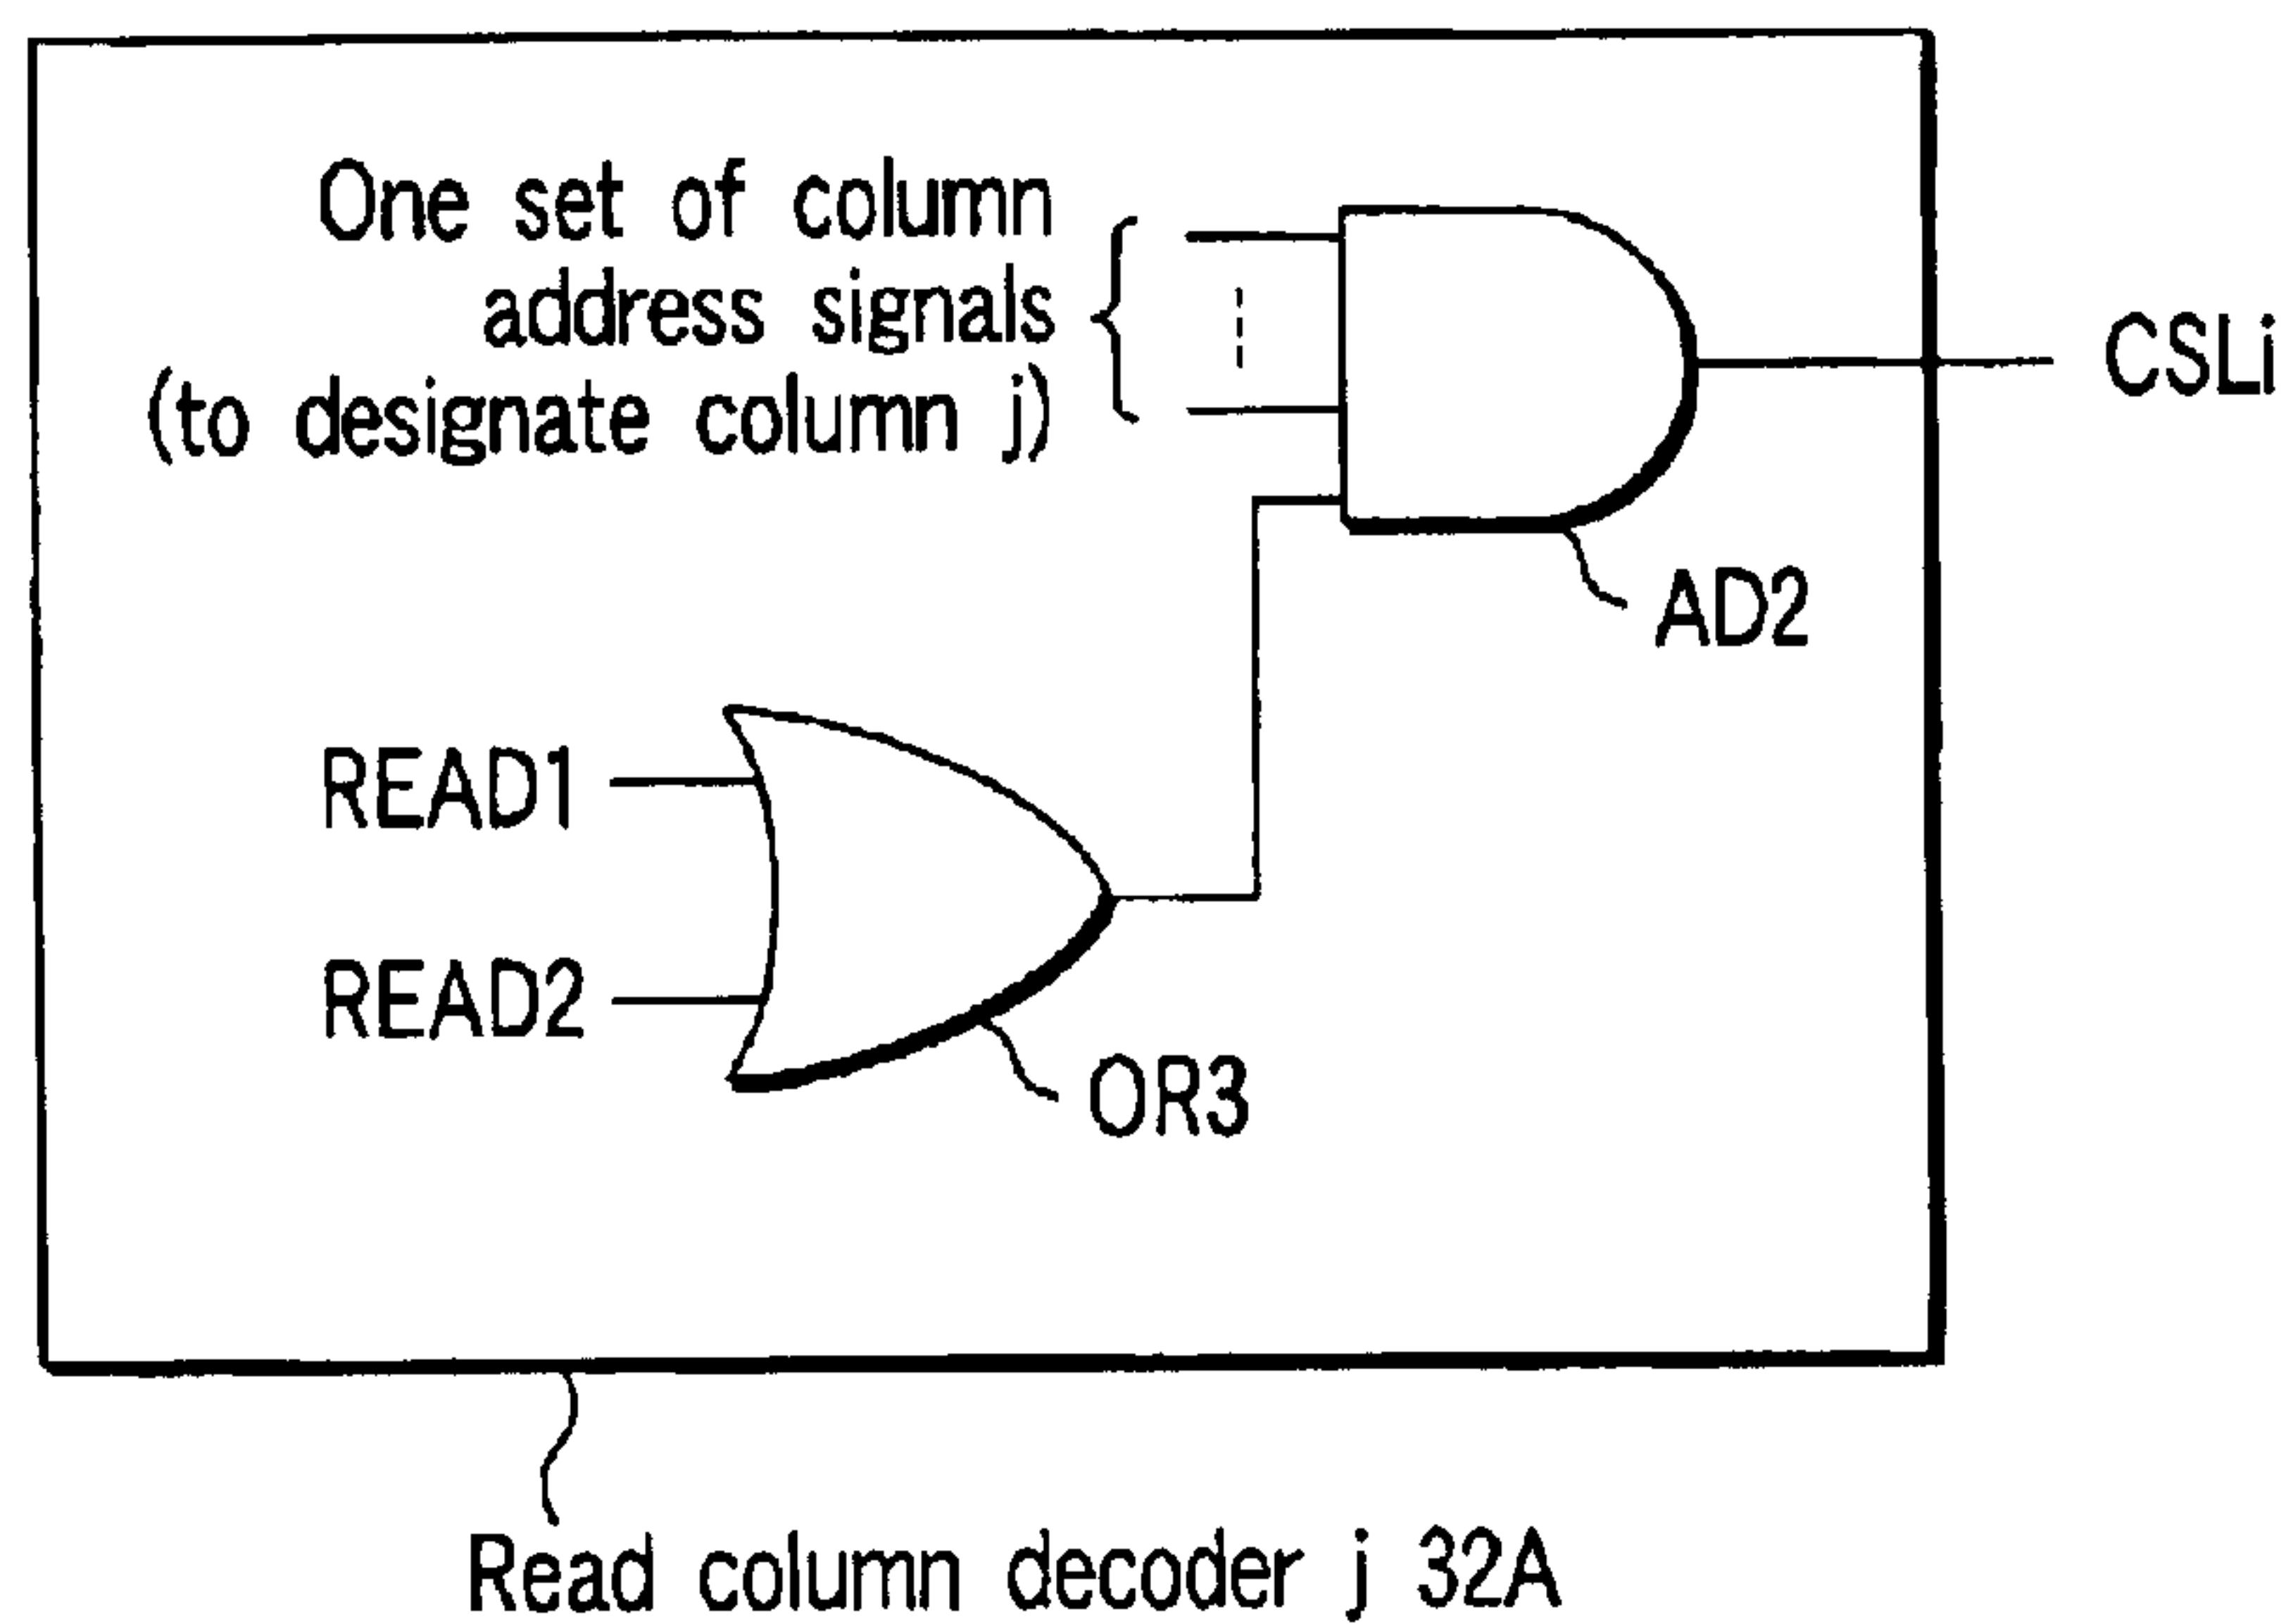 One set of column
address signals
(to designate column j)
CSLi
AD2
READ1
READ2
OR3
Read column decoder j 32A